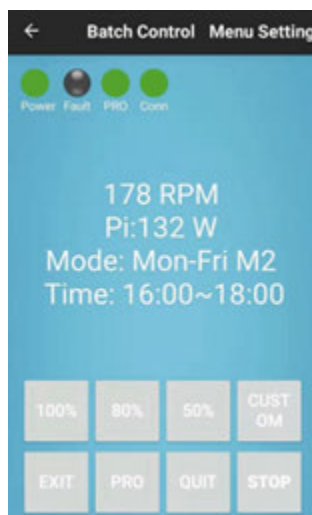 ← Batch Control Menu Setting
Power Fault PRO Conn
178 RPM
Pi:132 W
Mode: Mon-Fri M2
Time: 16:00~18:00
100% 80% 50% CUST
OM
EXIT PRO QUIT STOP